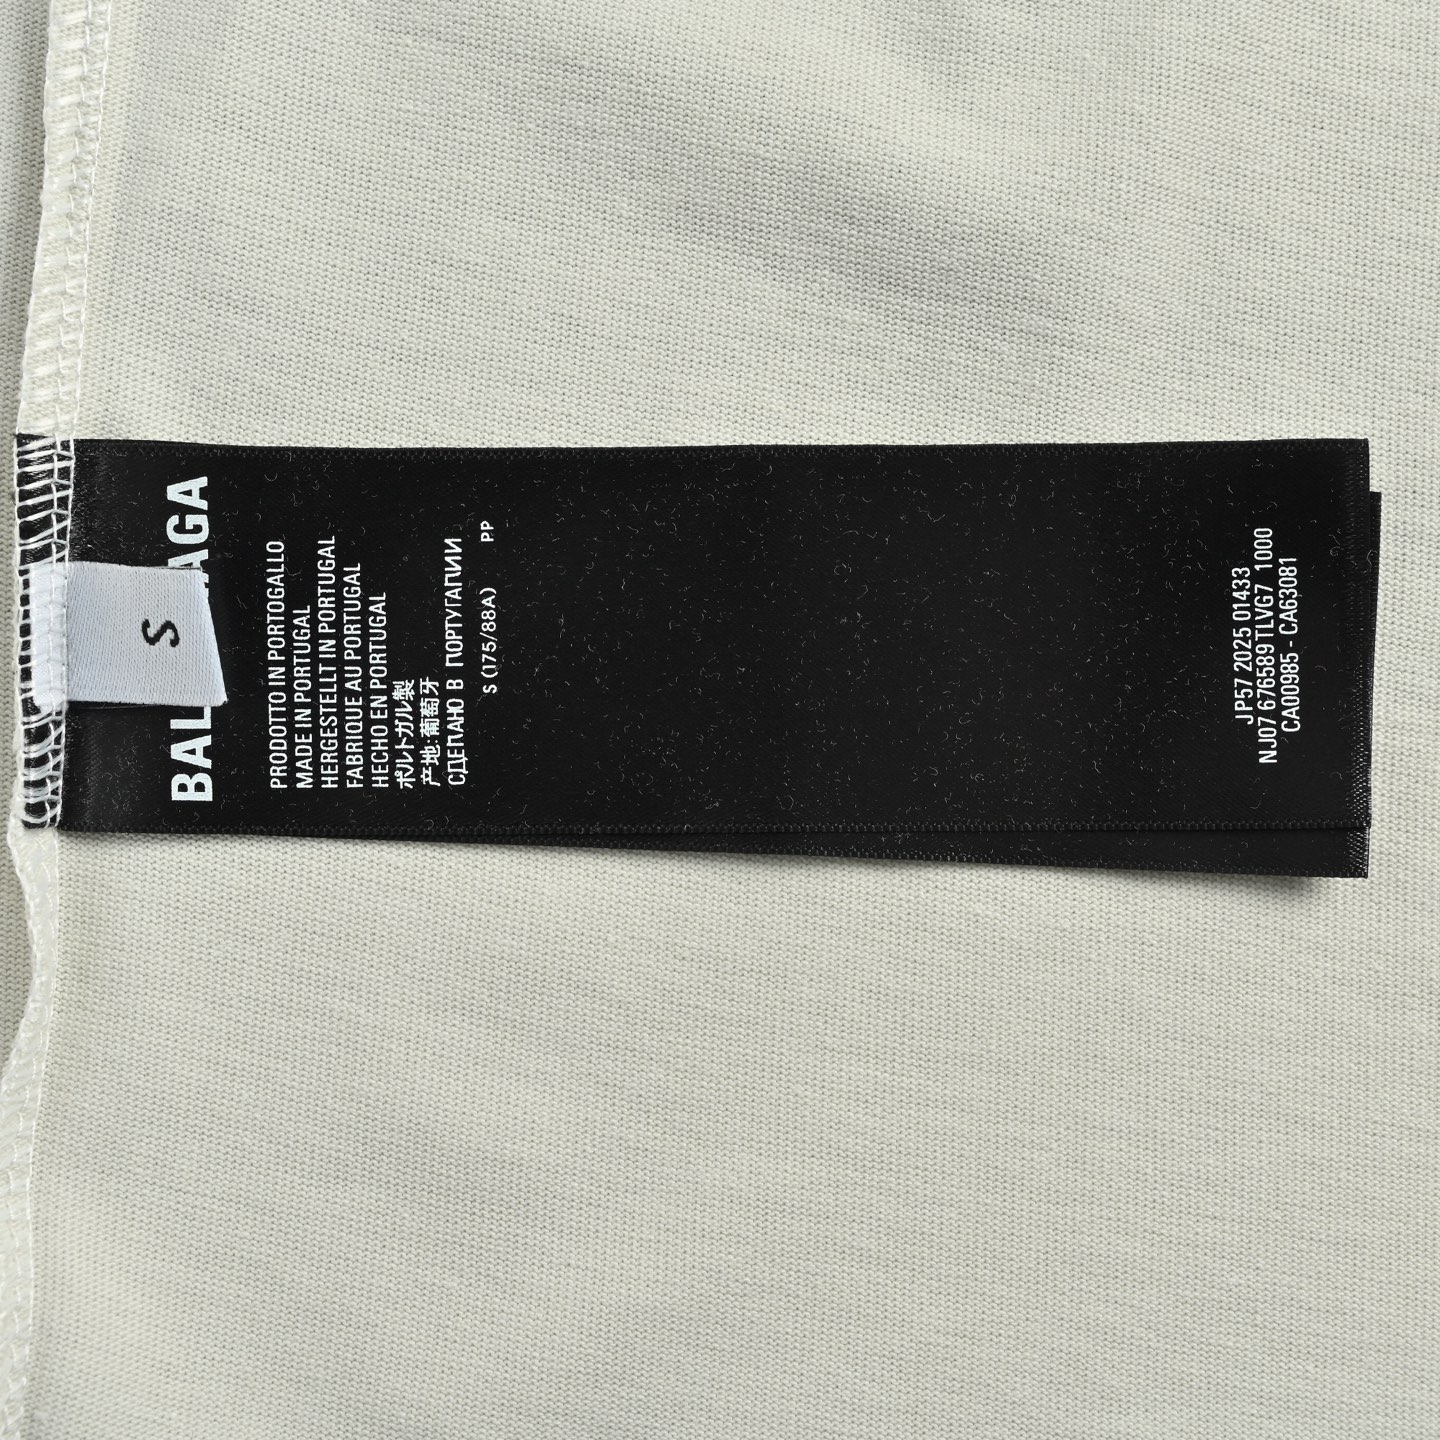 BAL AGA
S
PRODOTTO IN PORTOGALLO
MADE IN PORTUGAL
HERGESTELLT IN PORTUGAL
FABRIQUE AU PORTUGAL
HECHO EN PORTUGAL
ポルトガル製
产地:葡萄牙
СДЕЛАНО В ПОРТУГАЛИИ
S (175/88A) PP
JP57 2025 01433
NJ07 676589 TLVG7 1000
CA00985 - CA63081